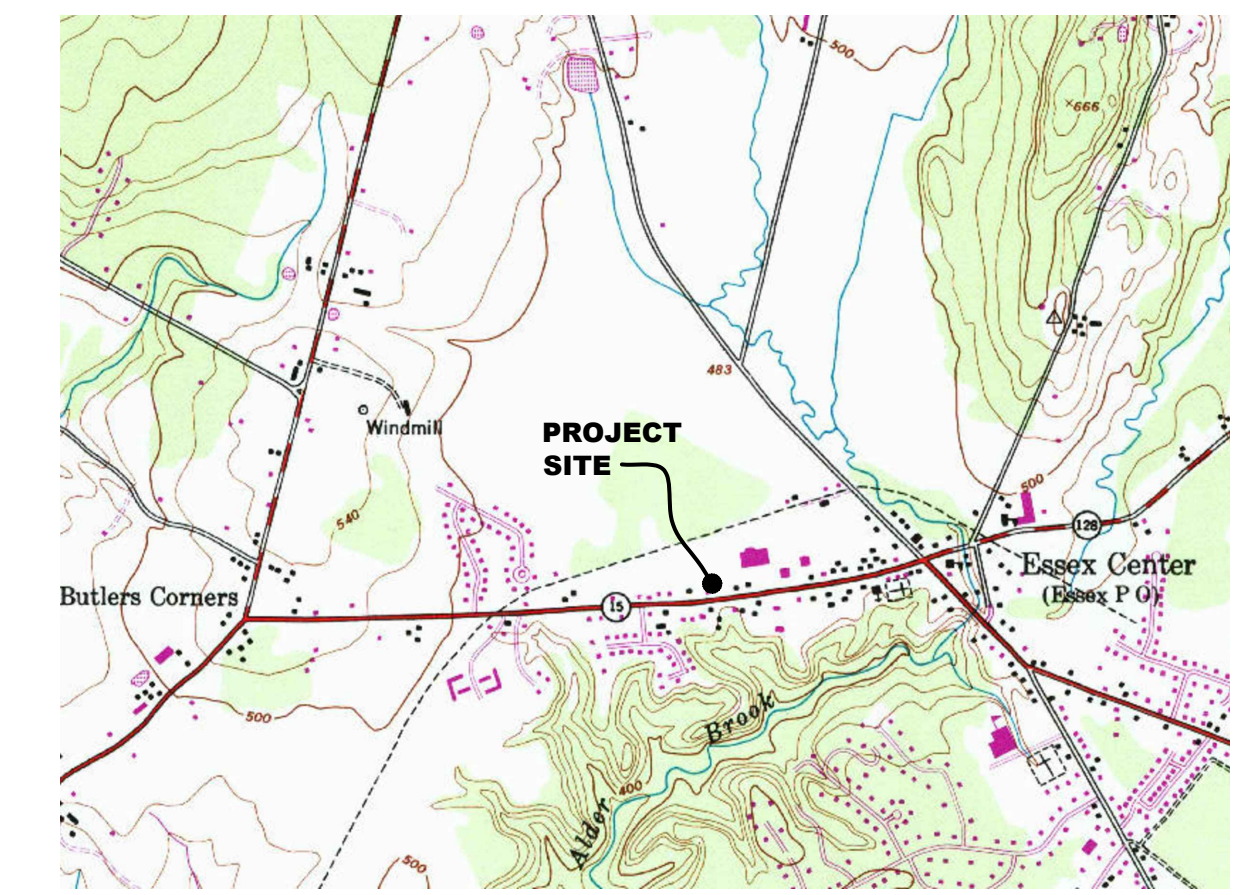 500
×666
483
PROJECT
SITE
Windmill
500
540
128
Essex Center
(Essex P O)
Butlers Corners
15
500
Alder Brook
400
500